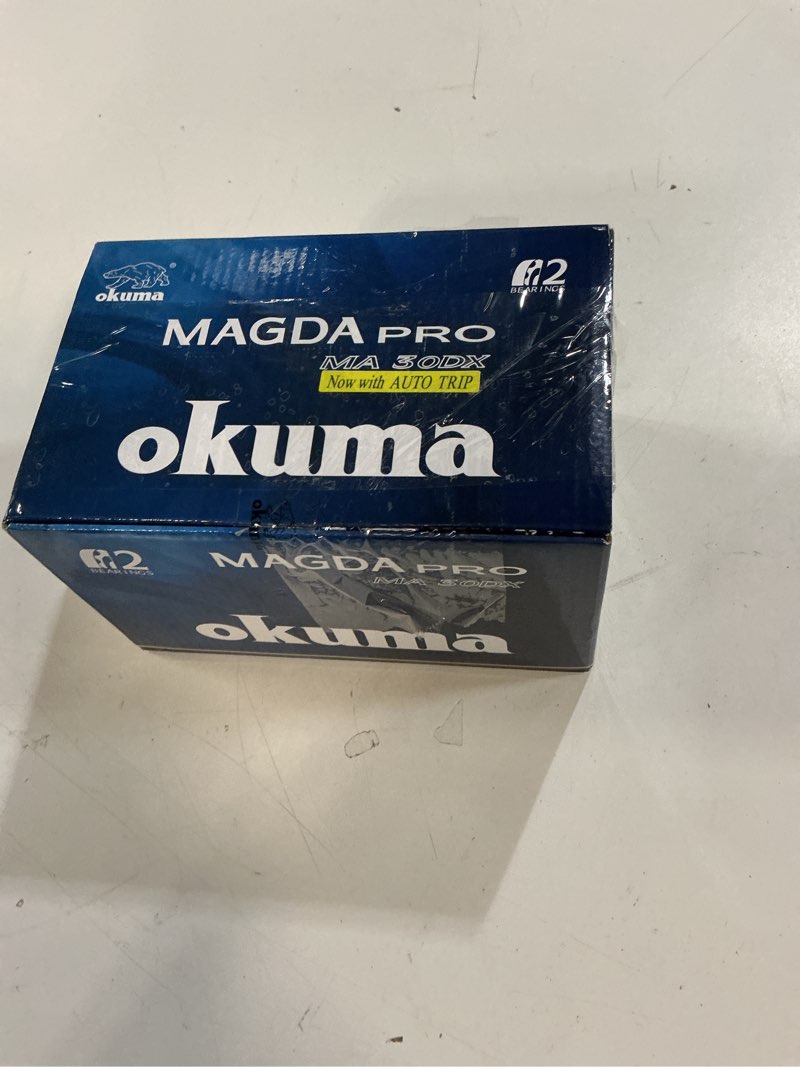 okuma
2
BEARINGS
MAGDA PRO
MA 30DX
Now with AUTO TRIP
okuma
2
BEARINGS
MAGDA PRO
MA 30DX
okuma